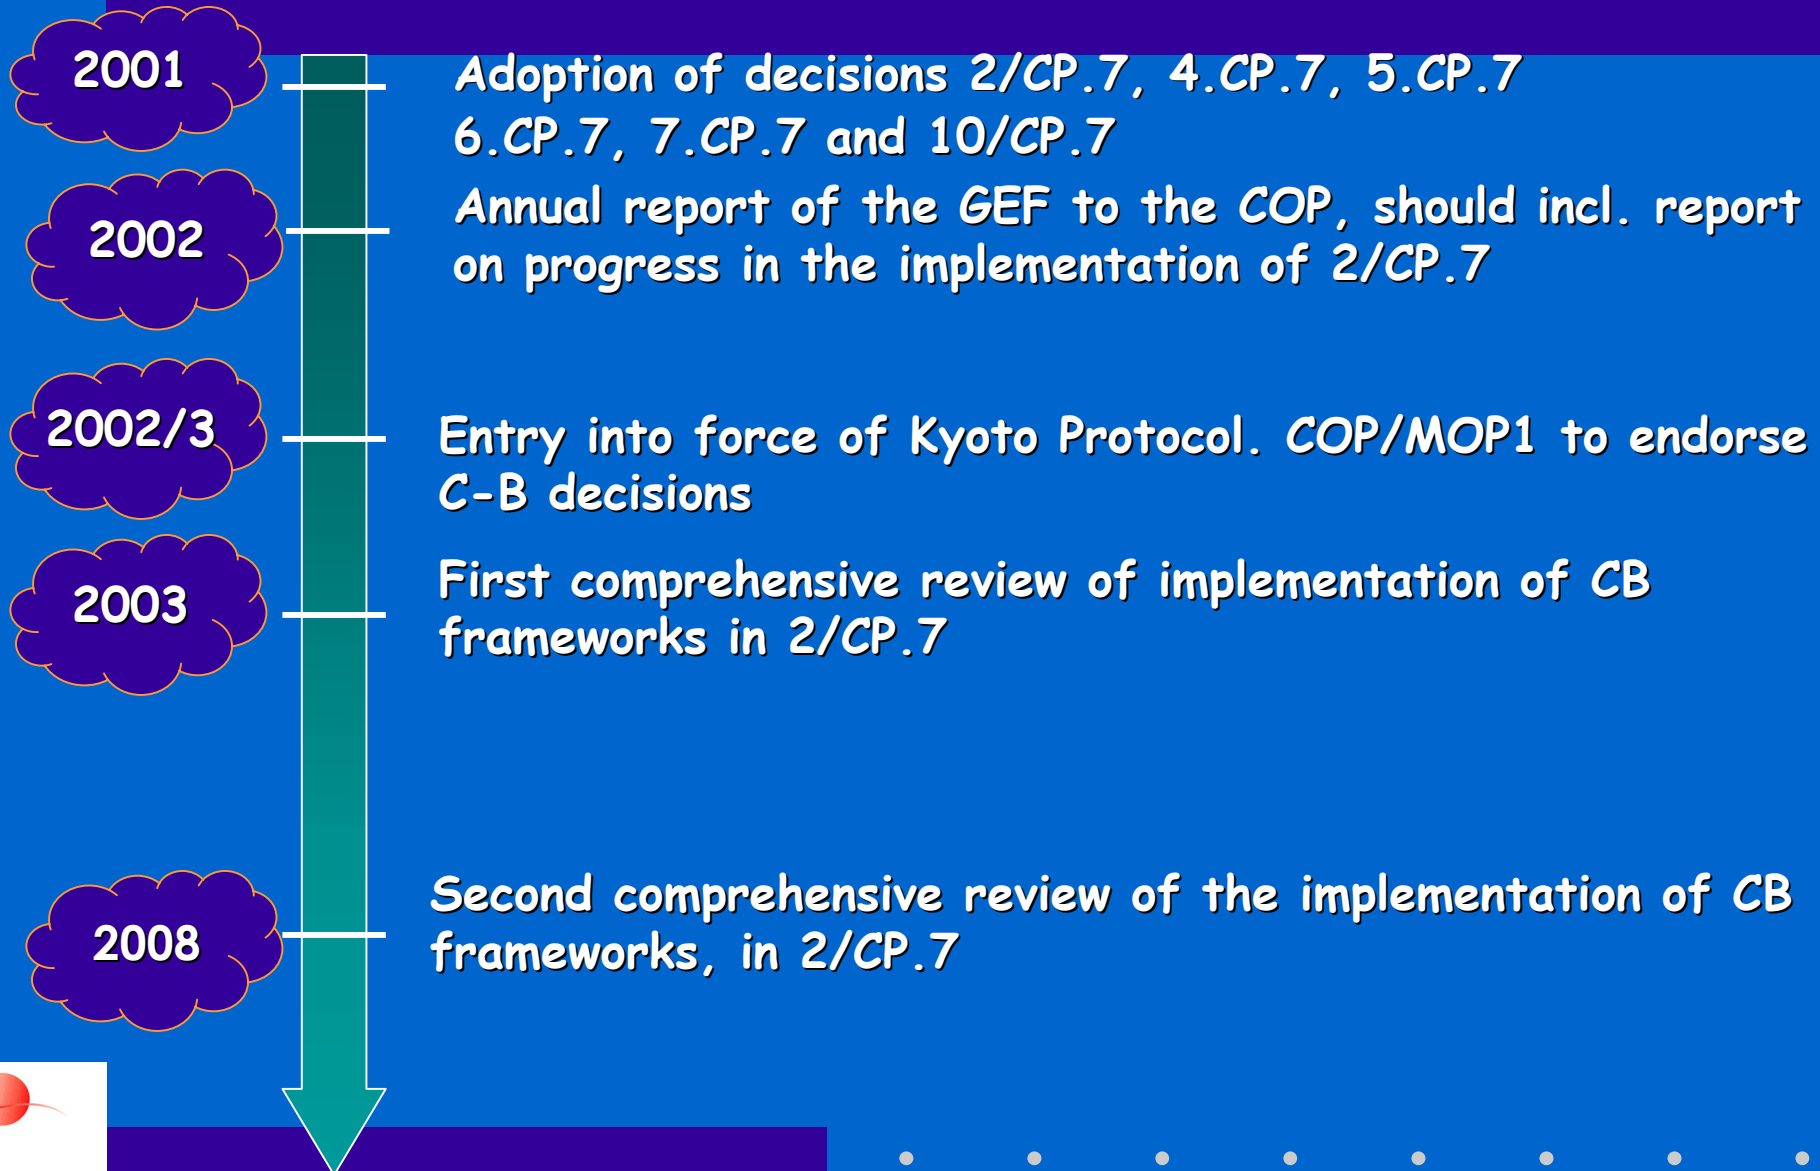 2001
Adoption of decisions 2/CP.7, 4.CP.7, 5.CP.7
6.CP.7, 7.CP.7 and 10/CP.7
2002
Annual report of the GEF to the COP, should incl. report
on progress in the implementation of 2/CP.7
2002/3
Entry into force of Kyoto Protocol. COP/MOP1 to endorse
C-B decisions
2003
First comprehensive review of implementation of CB
frameworks in 2/CP.7
2008
Second comprehensive review of the implementation of CB
frameworks, in 2/CP.7